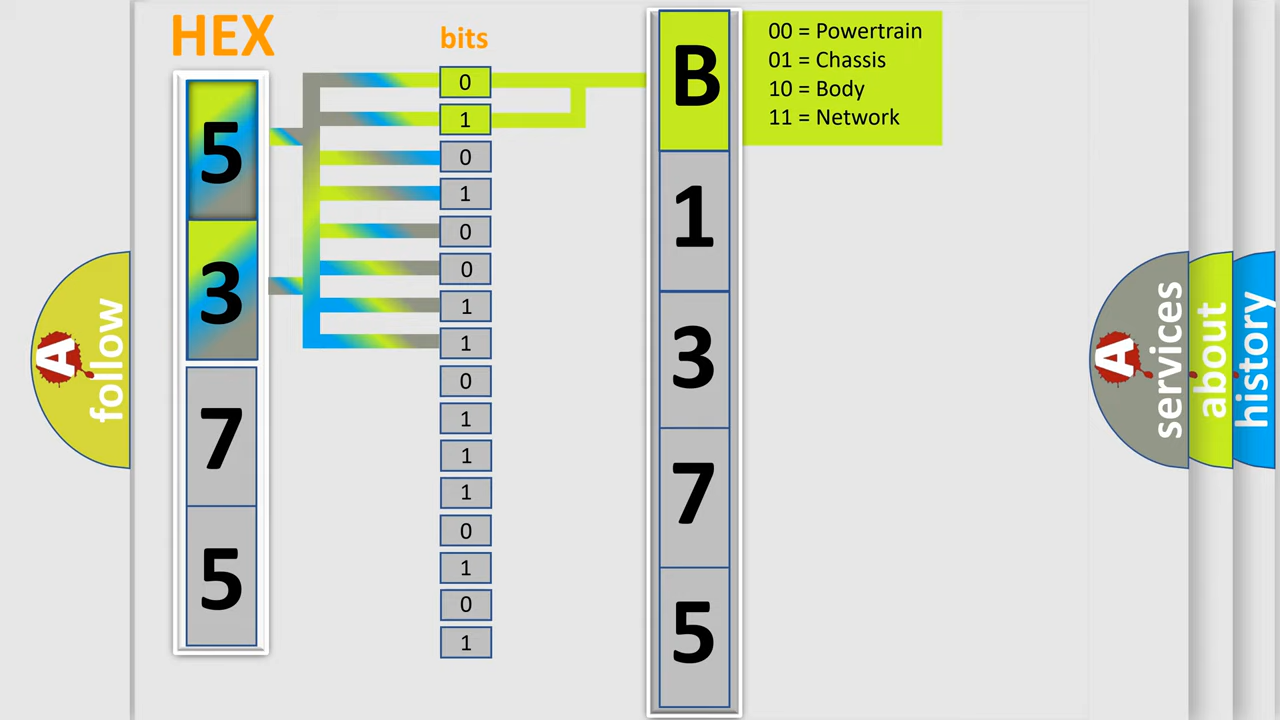 HEX
bits
5
3
7
5
0
1
0
1
0
0
1
1
0
1
1
1
0
1
0
1
B
1
3
7
5
00 = Powertrain
01 = Chassis
10 = Body
11 = Network
A follow
A services
about
history